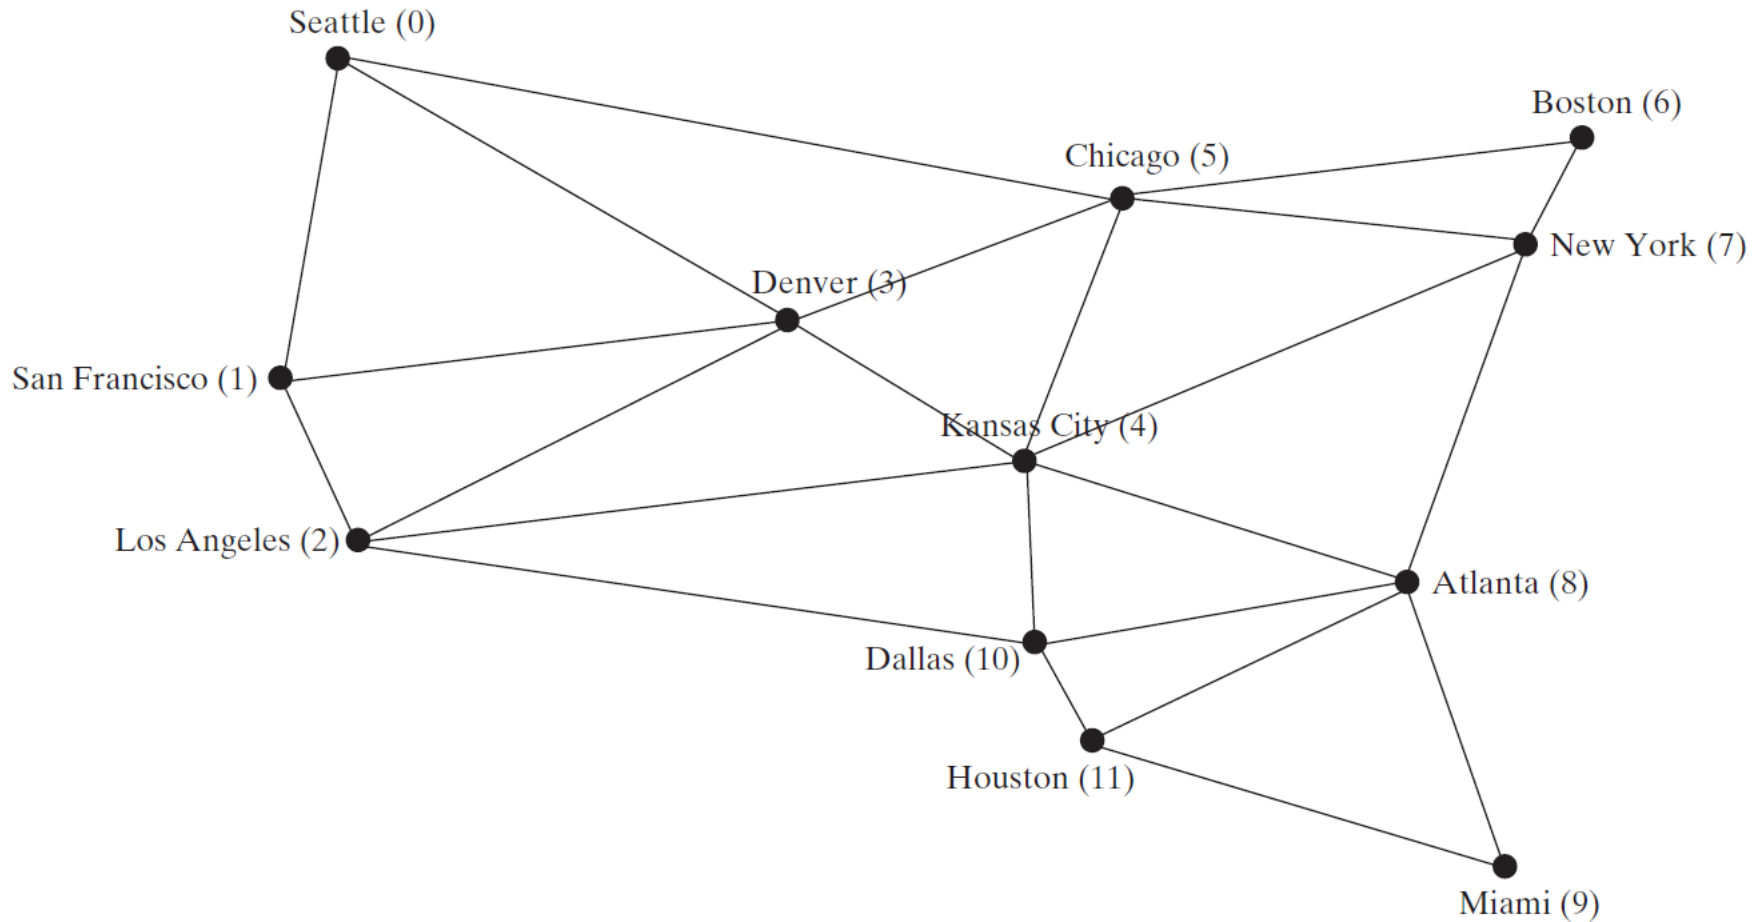 Seattle (0)
Boston (6)
Chicago (5)
New York (7)
Denver (3)
San Francisco (1)
Kansas City (4)
Los Angeles (2)
Atlanta (8)
Dallas (10)
Houston (11)
Miami (9)